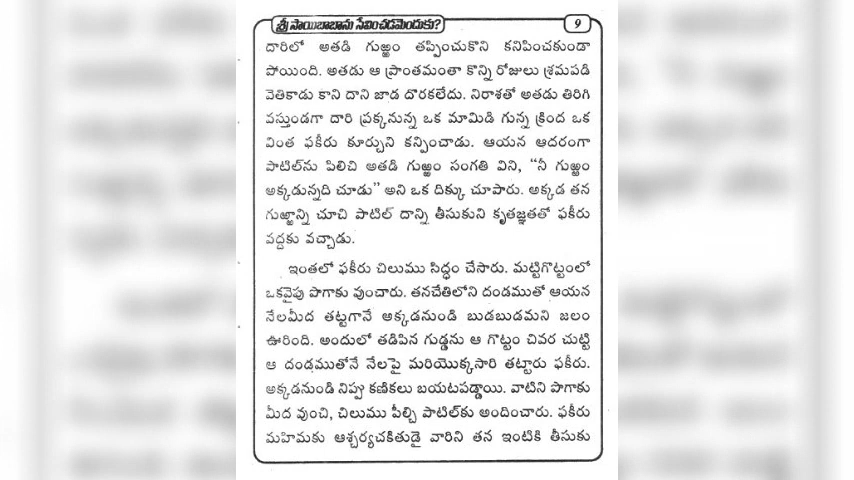 శ్రీ సాయిబాబాను సేవించడమెందుకు? 9
దారిలో అతడి గుఱ్ఱం తప్పించుకొని కనిపించకుండా
పోయింది. అతడు ఆ ప్రాంతమంతా కొన్ని రోజులు శ్రమపడి
వెతికాడు కాని దాని జాడ దొరకలేదు. నిరాశతో అతడు తిరిగి
వస్తుండగా దారి ప్రక్కనున్న ఒక మామిడి గున్న క్రింద ఒక
వింత ఫకీరు కూర్చుని కన్పించాడు. ఆయన ఆదరంగా
పాటిల్‌ను పిలిచి అతడి గుఱ్ఱం సంగతి విని, “నీ గుఱ్ఱం
అక్కడున్నది చూడు” అని ఒక దిక్కు చూపారు. అక్కడ తన
గుఱ్ఱాన్ని చూచి పాటిల్ దాన్ని తీసుకుని కృతజ్ఞతతో ఫకీరు
వద్దకు వచ్చాడు.
ఇంతలో ఫకీరు చిలుము సిద్ధం చేసారు. మట్టిగొట్టంలో
ఒకవైపు పొగాకు వుంచారు. తనచేతిలోని దండముతో ఆయన
నేలమీద తట్టగానే అక్కడనుండి బుడబుడమని జలం
ఊరింది. అందులో తడిపిన గుడ్డను ఆ గొట్టం చివర చుట్టి
ఆ దండముతోనే నేలపై మరియొక్కసారి తట్టారు ఫకీరు.
అక్కడనుండి నిప్పు కణికలు బయటపడ్డాయి. వాటిని పొగాకు
మీద వుంచి, చిలుము పీల్చి పాటిల్‌కు అందించారు. ఫకీరు
మహిమకు ఆశ్చర్యచకితుడై వారిని తన ఇంటికి తీసుకు